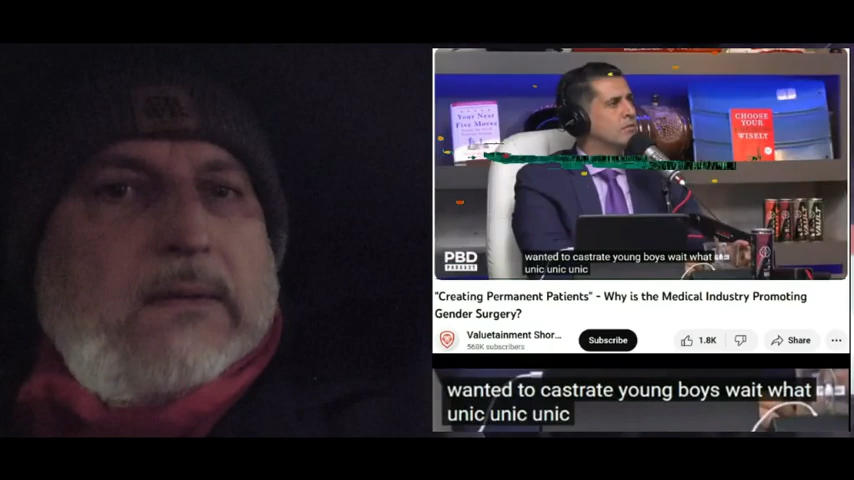 Your Next
Five Moves
CHOOSE
YOUR
WISELY
VAULT
wanted to castrate young boys wait what
unic unic unic
PBD
PODCAST
"Creating Permanent Patients" - Why is the Medical Industry Promoting
Gender Surgery?
Valuetainment Shor...
568K subscribers
Subscribe
1.8K
Share
wanted to castrate young boys wait what
unic unic unic